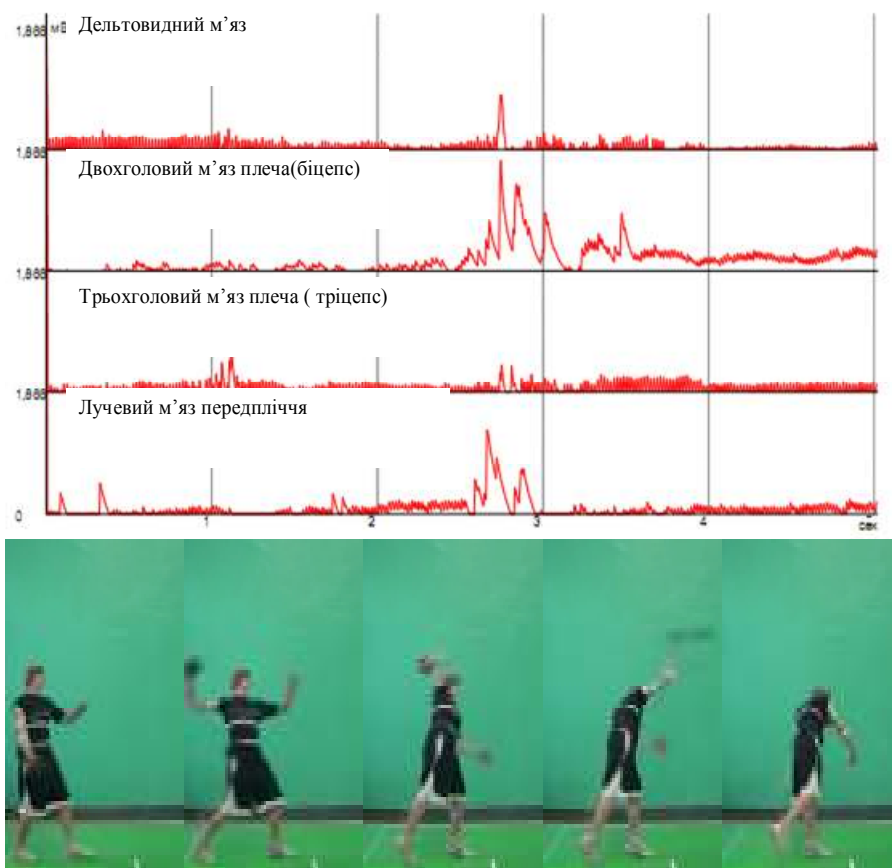 Дельтовидний м’яз
Двохголовий м’яз плеча(біцепс)
Трьохголовий м’яз плеча ( тріцепс)
Лучевий м’яз передпліччя
0
1
2
3
4
сек